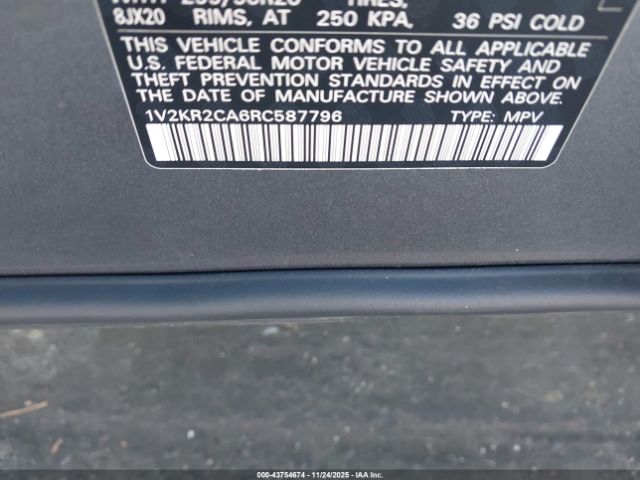 8JX20 RIMS, AT 250 KPA, 36 PSI COLD
THIS VEHICLE CONFORMS TO ALL APPLICABLE
U.S. FEDERAL MOTOR VEHICLE SAFETY AND
THEFT PREVENTION STANDARDS IN EFFECT ON
THE DATE OF MANUFACTURE SHOWN ABOVE.
1V2KR2CA6RC587796 TYPE: MPV
000-43754674 | 11/24/2025 | IAA Inc.